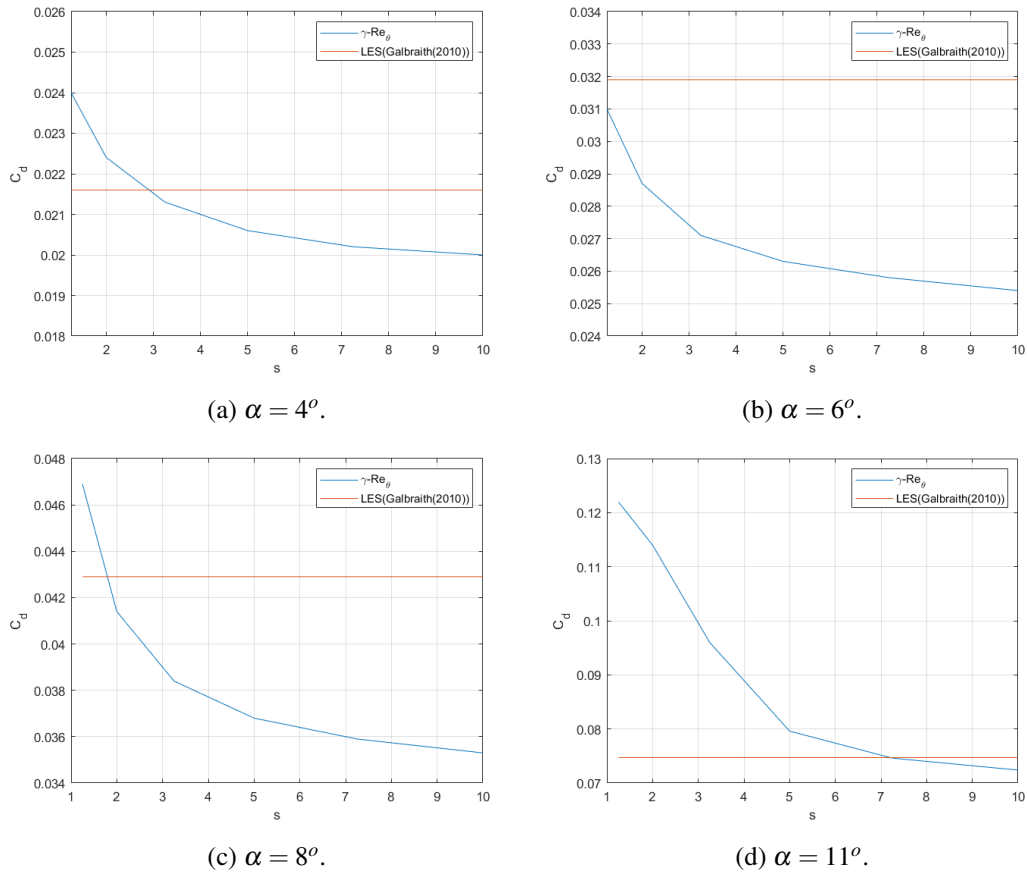 0.026
0.025
0.024
0.023
0.022
0.021
0.02
0.019
0.018
C_d
2 3 4 5 6 7 8 9 10
s
γ-Re_θ
LES(Galbraith(2010))
(a) α = 4°.
0.034
0.033
0.032
0.031
0.03
0.029
0.028
0.027
0.026
0.025
0.024
C_d
2 3 4 5 6 7 8 9 10
s
γ-Re_θ
LES(Galbraith(2010))
(b) α = 6°.
0.048
0.046
0.044
0.042
0.04
0.038
0.036
0.034
C_d
1 2 3 4 5 6 7 8 9 10
s
γ-Re_θ
LES(Galbraith(2010))
(c) α = 8°.
0.13
0.12
0.11
0.1
0.09
0.08
0.07
C_d
1 2 3 4 5 6 7 8 9 10
s
γ-Re_θ
LES(Galbraith(2010))
(d) α = 11°.